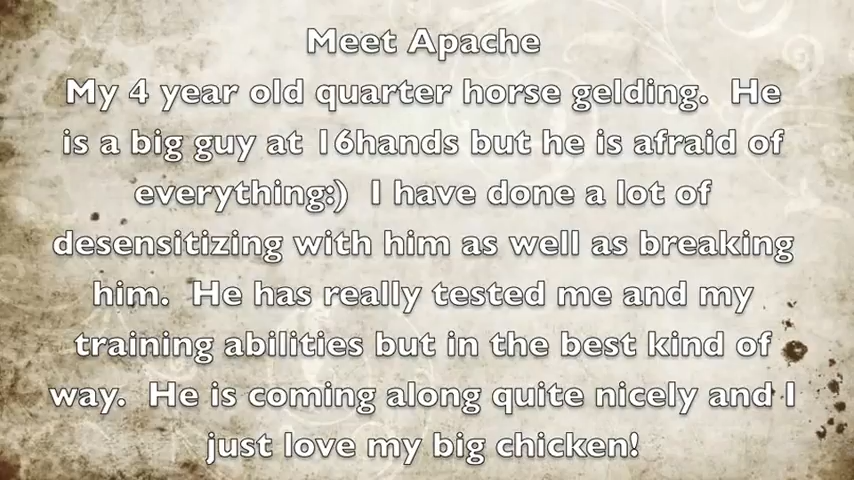 Meet Apache
My 4 year old quarter horse gelding.  He
is a big guy at 16hands but he is afraid of
everything:)  I have done a lot of
desensitizing with him as well as breaking
him.  He has really tested me and my
training abilities but in the best kind of
way.  He is coming along quite nicely and I
just love my big chicken!